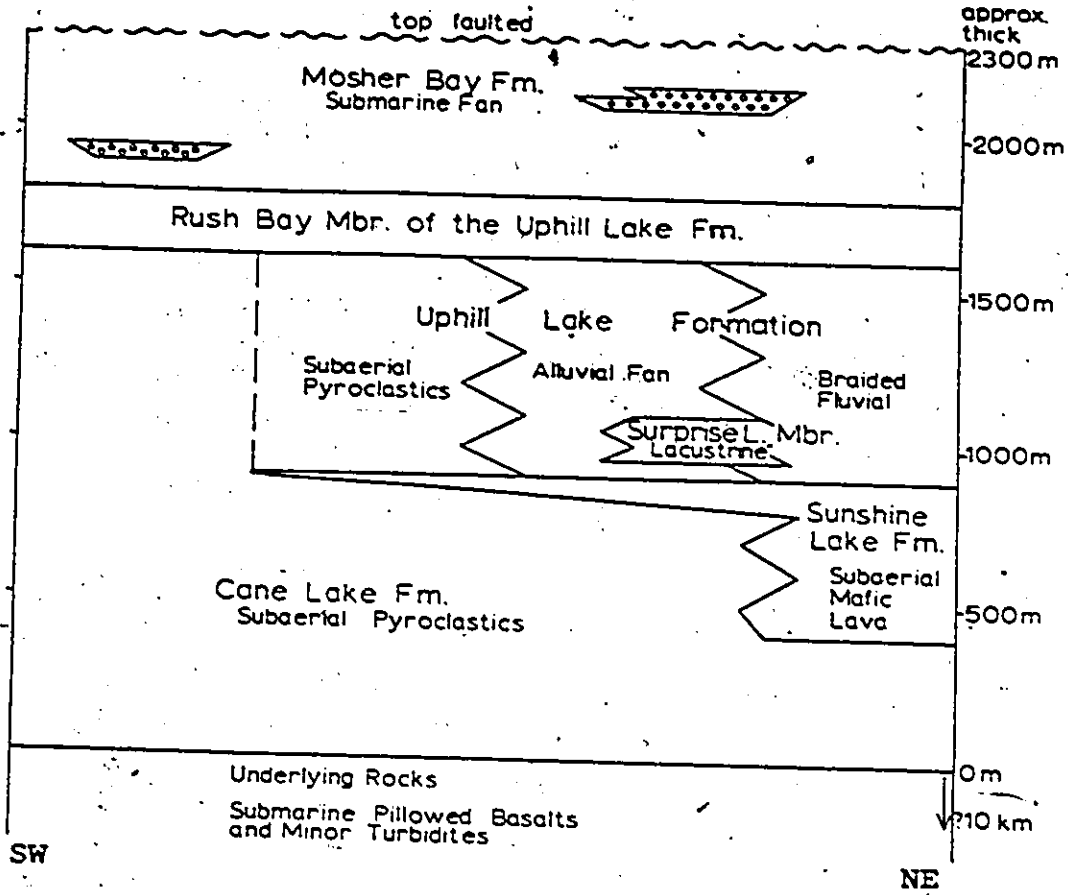 top faulted
approx.
thick
2300m
Mosher Bay Fm.
Submarine Fan
2000m
Rush Bay Mbr. of the Uphill Lake Fm.
1500m
Uphill Lake Formation
Subaerial
Pyroclastics
Alluvial Fan
Braided
Fluvial
Surprise L. Mbr.
Lacustrine
1000m
Sunshine
Lake Fm.
Subaerial
Mafic
Lava
Cane Lake Fm.
Subaerial Pyroclastics
500m
0m
Underlying Rocks
Submarine Pillowed Basalts
and Minor Turbidites
?10 km
SW
NE